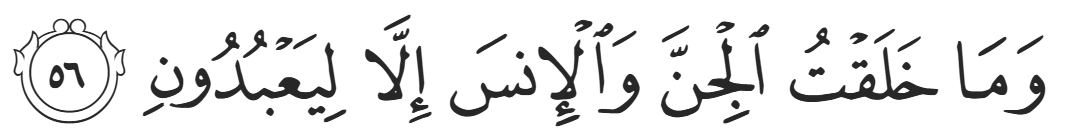 وَمَا خَلَقۡتُ ٱلۡجِنَّ وَٱلۡإِنسَ إِلَّا لِيَعۡبُدُونِ ٥٦